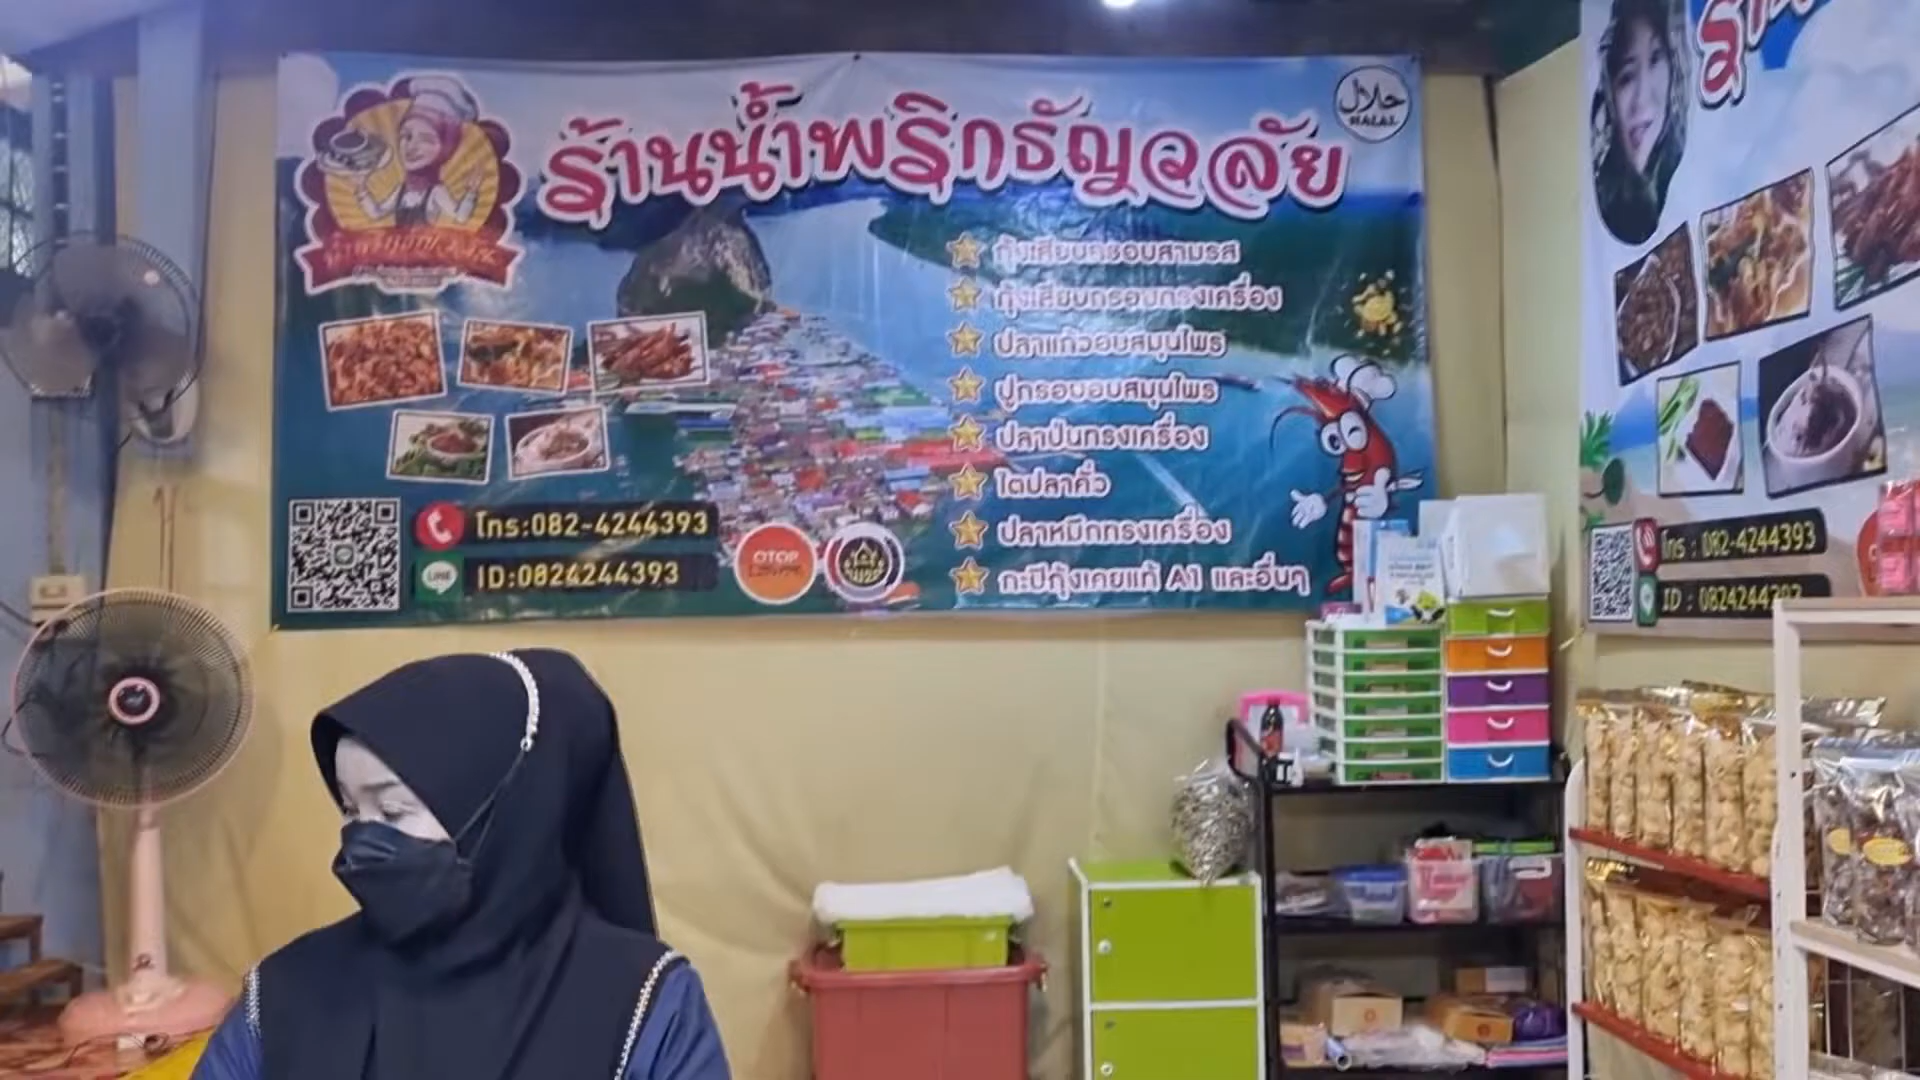 ร้านน้ำพริกธัญวลัย
حلال
HALAL
กุ้งเสียบกรอบสามรส
กุ้งเสียบกรอบทรงเครื่อง
ปลาแก้วอบสมุนไพร
ปูกรอบอบสมุนไพร
ปลาป่นทรงเครื่อง
ไตปลาคั่ว
ปลาหมึกทรงเครื่อง
กะปิกุ้งเคยแท้ A1 และอื่นๆ
โทร:082-4244393
LINE
ID:0824244393
OTOP
โทร : 082-4244393
ID : 0824244393